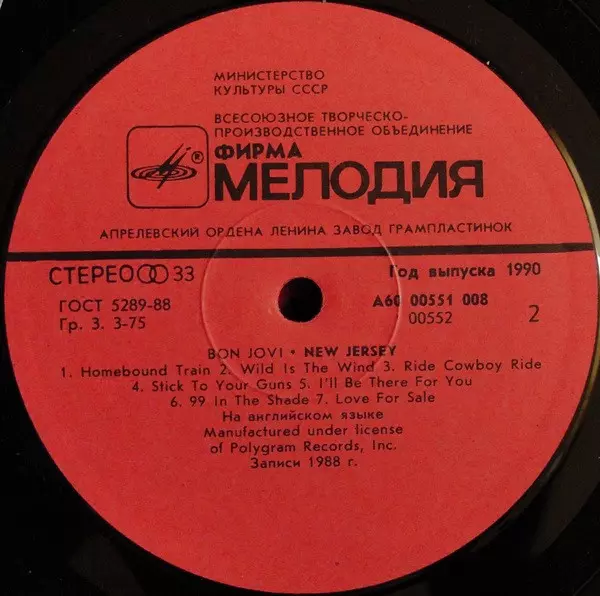 МИНИСТЕРСТВО
КУЛЬТУРЫ СССР
ВСЕСОЮЗНОЕ ТВОРЧЕСКО-
ПРОИЗВОДСТВЕННОЕ ОБЪЕДИНЕНИЕ
®
ФИРМА
МЕЛОДИЯ
АПРЕЛЕВСКИЙ ОРДЕНА ЛЕНИНА ЗАВОД ГРАМПЛАСТИНОК
СТЕРЕО 33
Год выпуска 1990
ГОСТ 5289-88
А60 00551 008
Гр. 3. 3-75
00552
2
BON JOVI • NEW JERSEY
1. Homebound Train 2. Wild Is The Wind 3. Ride Cowboy Ride
4. Stick To Your Guns 5. I'll Be There For You
6. 99 In The Shade 7. Love For Sale
На английском языке
Manufactured under license
of Polygram Records, Inc.
Записи 1988 г.